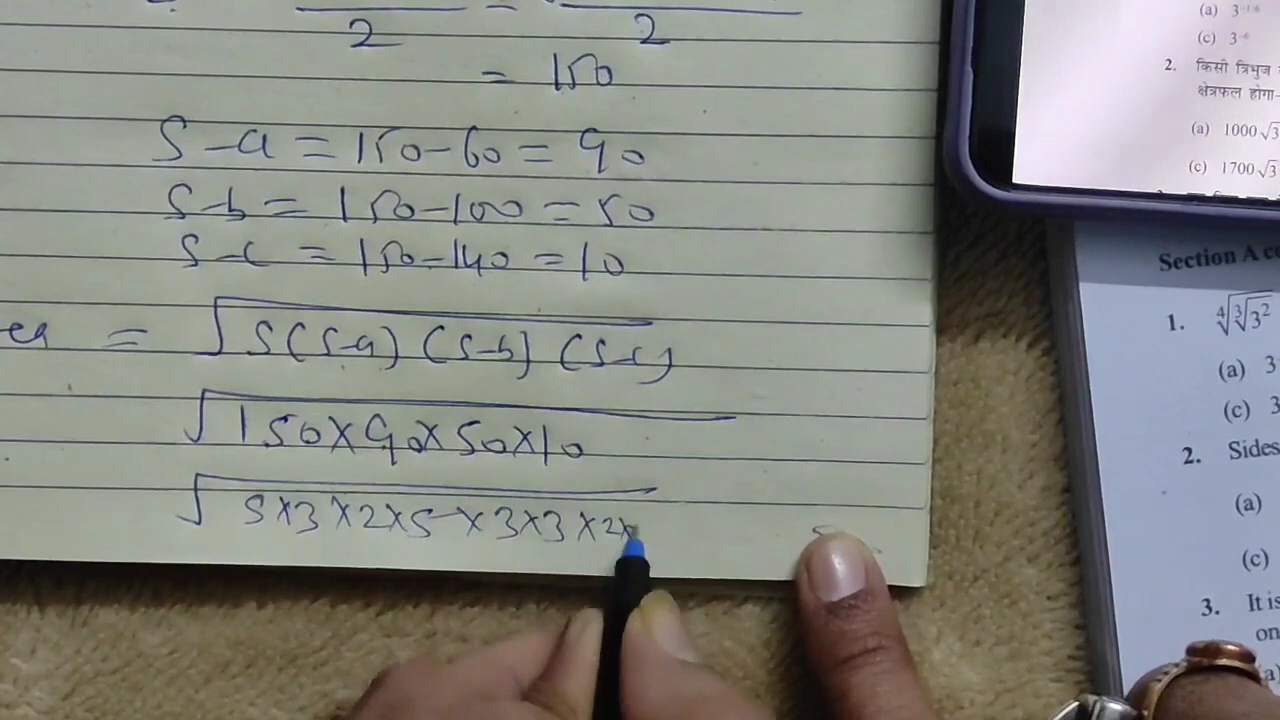 2 = 2
= 150
S-a = 150-60 = 90
S-b = 150-100 = 50
S-c = 150-140 = 10
ea = √S(S-a) (S-b) (S-c)
√150×90×50×10
√5×3×2×5×3×3×2×
(a) 3
(c) 3
2. किसी त्रिभुज
क्षेत्रफल होगा-
(a) 1000√3
(c) 1700√3
Section A co
1. ∜∛3²
(a) 3
(c) 3
2. Sides
(a)
(c)
3. It is
on
(a)